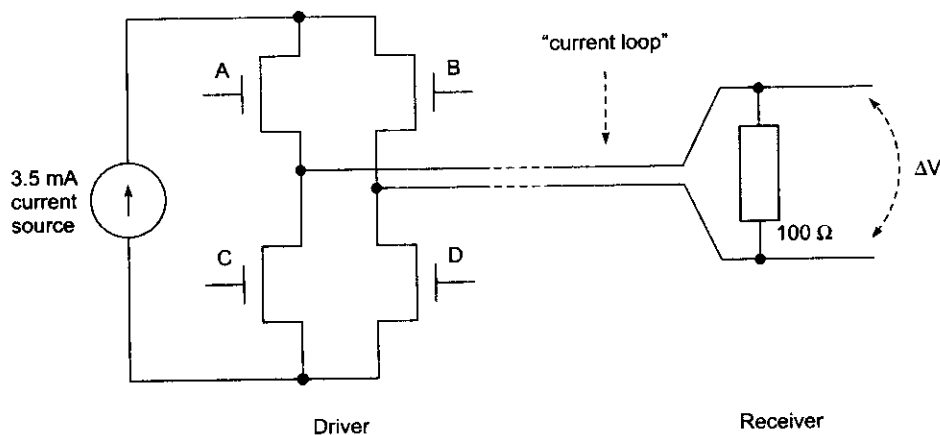 A
B
“current loop”
3.5 mA
current
source
ΔV
100 Ω
C
D
Driver
Receiver